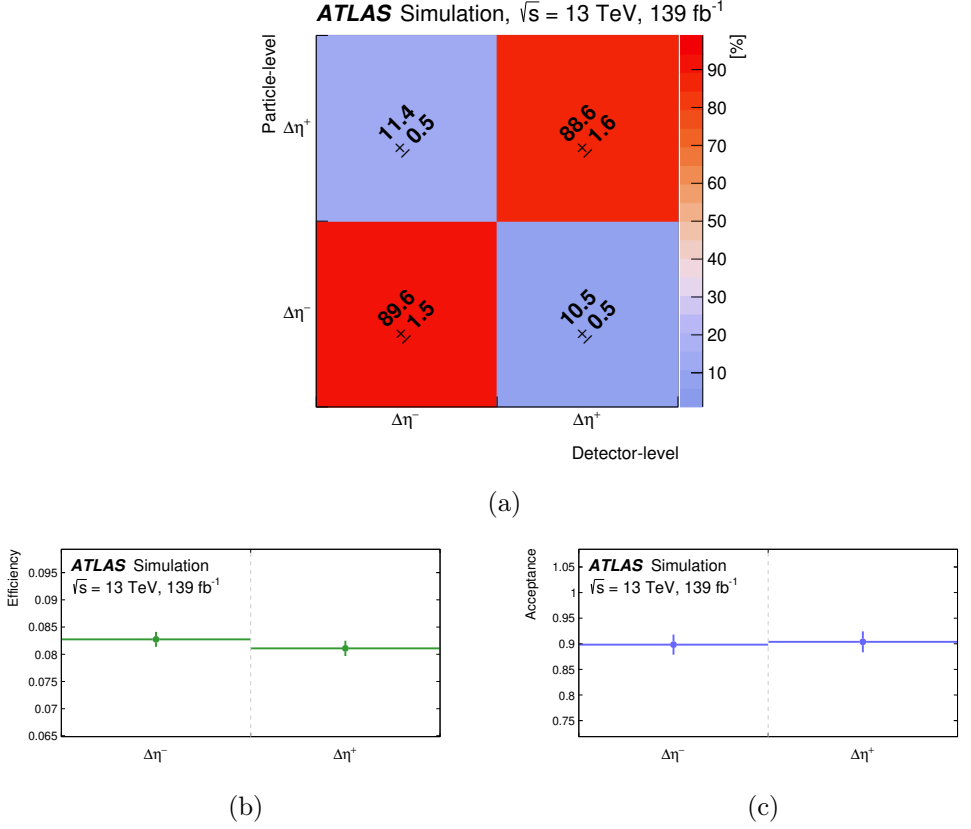 ATLAS Simulation, √s = 13 TeV, 139 fb⁻¹
Particle-level
[%]
Δη⁺
11.4
± 0.5
88.6
± 1.6
Δη⁻
89.6
± 1.5
10.5
± 0.5
90
80
70
60
50
40
30
20
10
Δη⁻ Δη⁺
Detector-level
(a)
Efficiency
ATLAS Simulation
√s = 13 TeV, 139 fb⁻¹
0.095
0.09
0.085
0.08
0.075
0.07
0.065
Δη⁻ Δη⁺
(b)
Acceptance
ATLAS Simulation
√s = 13 TeV, 139 fb⁻¹
1.05
1
0.95
0.9
0.85
0.8
0.75
Δη⁻ Δη⁺
(c)